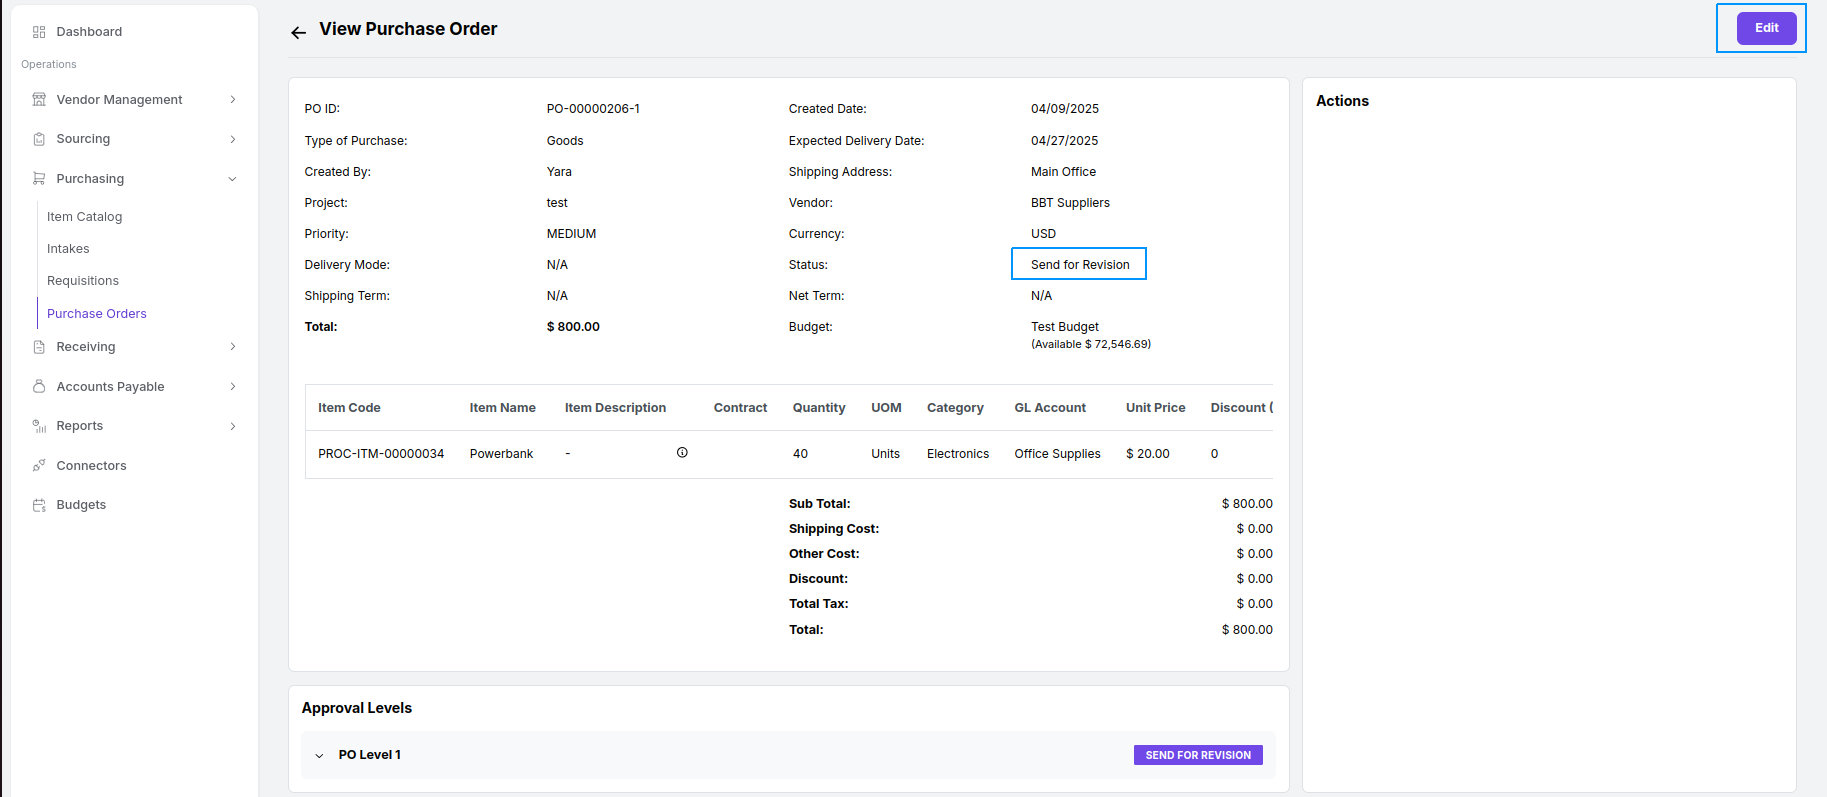 Dashboard
Operations
Vendor Management
Sourcing
Purchasing
Item Catalog
Intakes
Requisitions
Purchase Orders
Receiving
Accounts Payable
Reports
Connectors
Budgets
View Purchase Order
Edit
PO ID: PO-00000206-1 Created Date: 04/09/2025
Type of Purchase: Goods Expected Delivery Date: 04/27/2025
Created By: Yara Shipping Address: Main Office
Project: test Vendor: BBT Suppliers
Priority: MEDIUM Currency: USD
Delivery Mode: N/A Status: Send for Revision
Shipping Term: N/A Net Term: N/A
Total: $ 800.00 Budget: Test Budget
(Available $ 72,546.69)
Item Code Item Name Item Description Contract Quantity UOM Category GL Account Unit Price Discount (
PROC-ITM-00000034 Powerbank - 40 Units Electronics Office Supplies $ 20.00 0
Sub Total: $ 800.00
Shipping Cost: $ 0.00
Other Cost: $ 0.00
Discount: $ 0.00
Total Tax: $ 0.00
Total: $ 800.00
Approval Levels
PO Level 1 SEND FOR REVISION
Actions